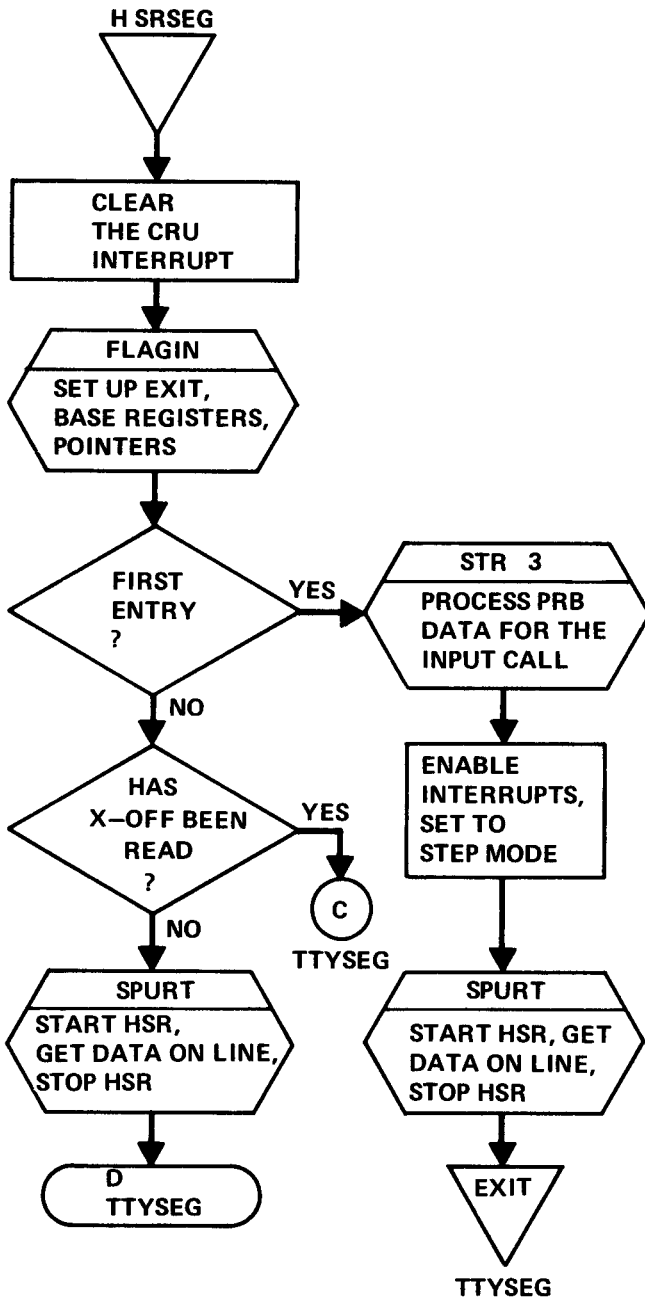 H SRSEG
CLEAR
THE CRU
INTERRUPT
FLAGIN
SET UP EXIT,
BASE REGISTERS,
POINTERS
FIRST
ENTRY
?
YES
NO
STR 3
PROCESS PRB
DATA FOR THE
INPUT CALL
ENABLE
INTERRUPTS,
SET TO
STEP MODE
HAS
X-OFF BEEN
READ
?
YES
C
TTYSEG
NO
SPURT
START HSR,
GET DATA ON LINE,
STOP HSR
D
TTYSEG
SPURT
START HSR, GET
DATA ON LINE,
STOP HSR
EXIT
TTYSEG